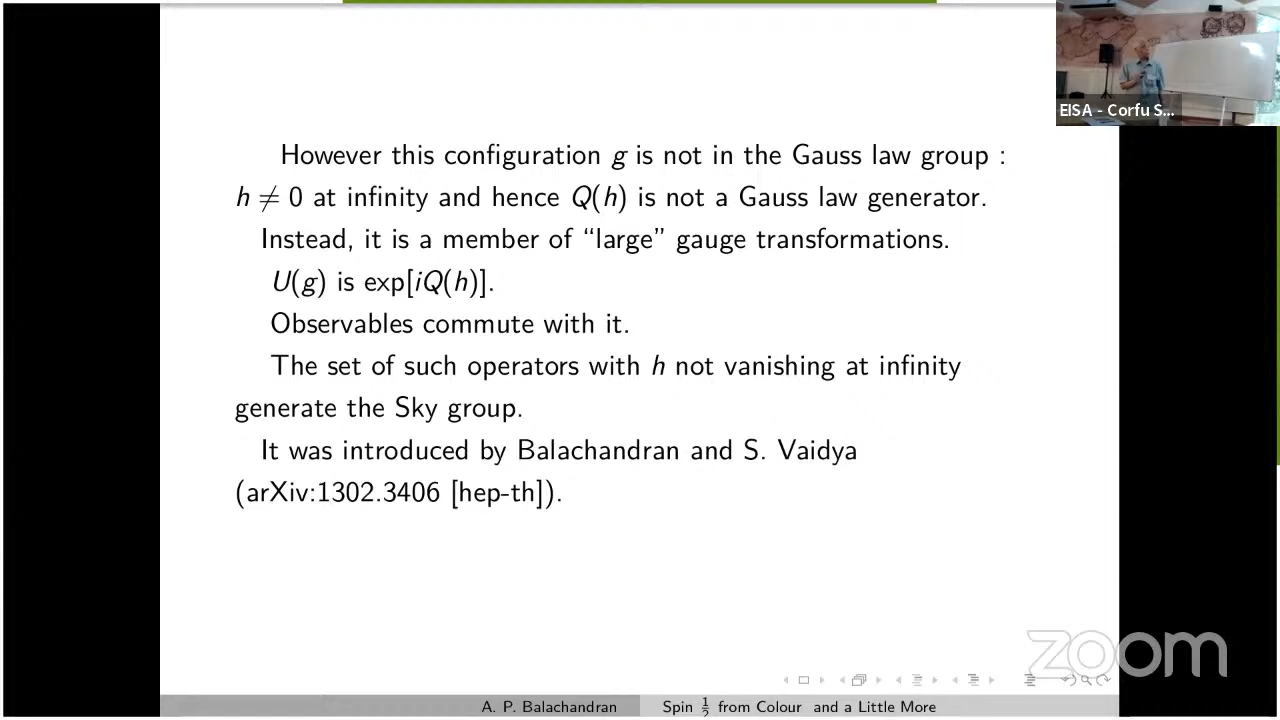 EISA - Corfu S...
However this configuration g is not in the Gauss law group :
h ≠ 0 at infinity and hence Q(h) is not a Gauss law generator.
Instead, it is a member of “large” gauge transformations.
U(g) is exp[iQ(h)].
Observables commute with it.
The set of such operators with h not vanishing at infinity
generate the Sky group.
It was introduced by Balachandran and S. Vaidya
(arXiv:1302.3406 [hep-th]).
zoom
A. P. Balachandran Spin 1/2 from Colour and a Little More